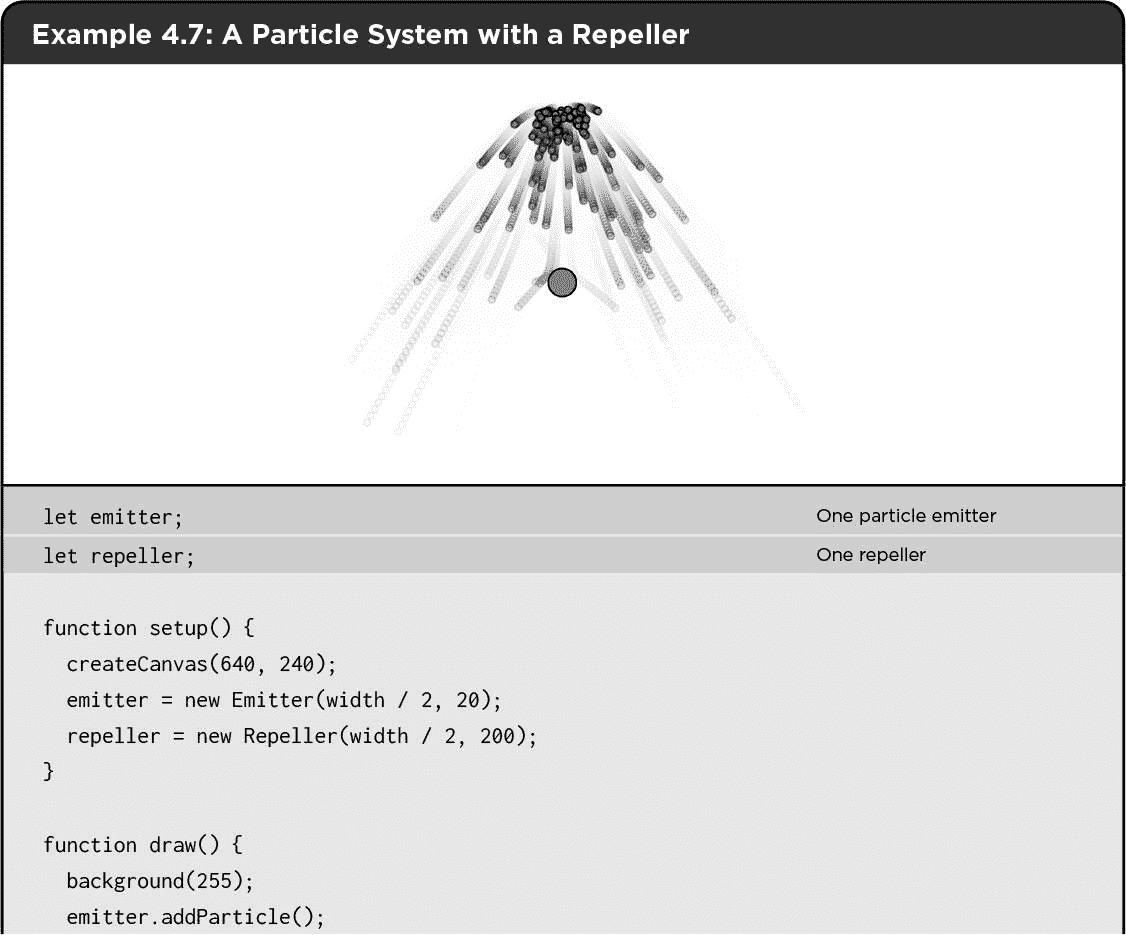 Example 4.7: A Particle System with a Repeller
let emitter; One particle emitter
let repeller; One repeller
function setup() {
  createCanvas(640, 240);
  emitter = new Emitter(width / 2, 20);
  repeller = new Repeller(width / 2, 200);
}
function draw() {
  background(255);
  emitter.addParticle();